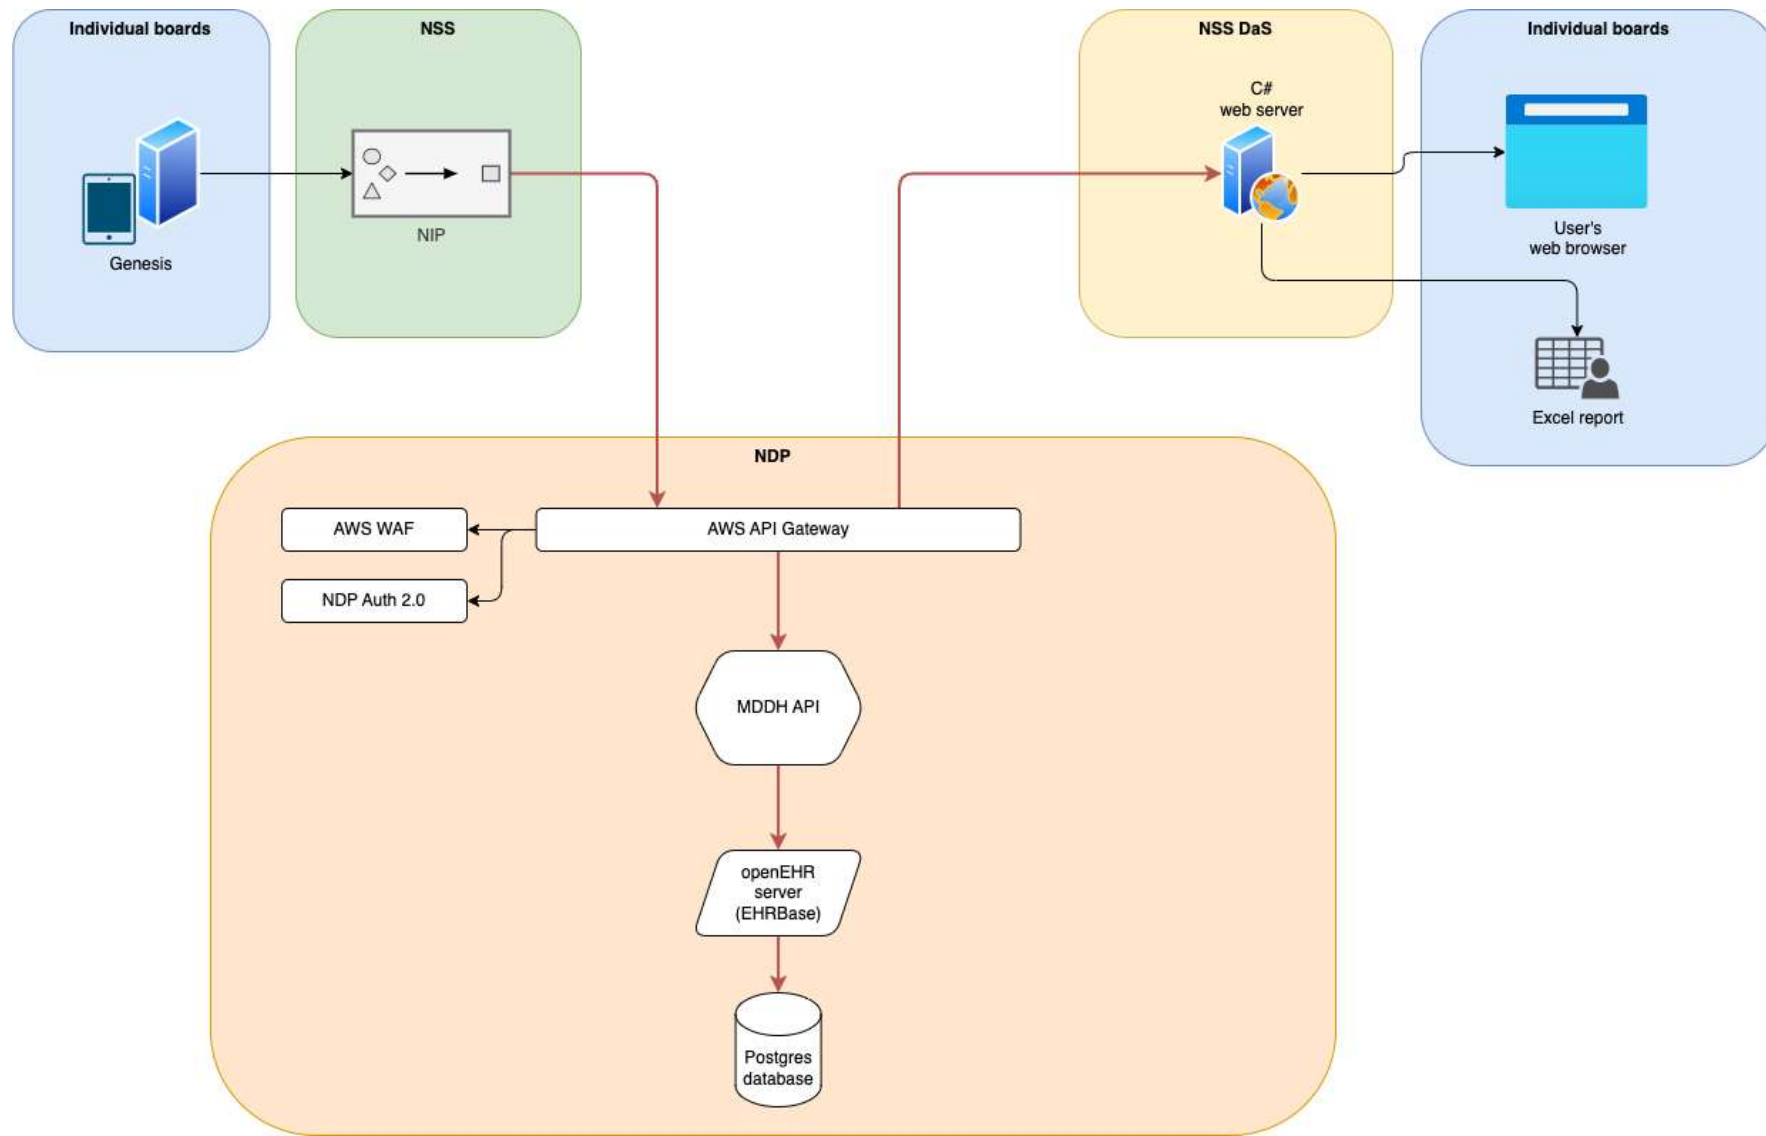 Individual boards
Genesis
NSS
NIP
NSS DaS
C#
web server
Individual boards
User's
web browser
Excel report
NDP
AWS WAF
AWS API Gateway
NDP Auth 2.0
MDDH API
openEHR
server
(EHRBase)
Postgres
database